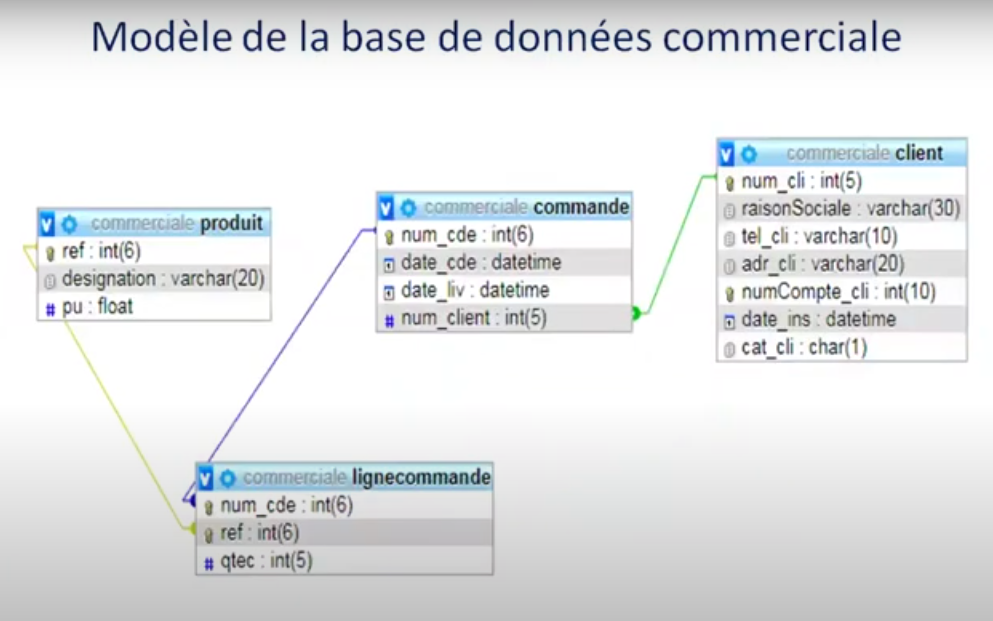 Modèle de la base de données commerciale
commerciale produit
ref : int(6)
designation : varchar(20)
pu : float
commerciale commande
num_cde : int(6)
date_cde : datetime
date_liv : datetime
num_client : int(5)
commerciale client
num_cli : int(5)
raisonSociale : varchar(30)
tel_cli : varchar(10)
adr_cli : varchar(20)
numCompte_cli : int(10)
date_ins : datetime
cat_cli : char(1)
commerciale lignecommande
num_cde : int(6)
ref : int(6)
qtec : int(5)